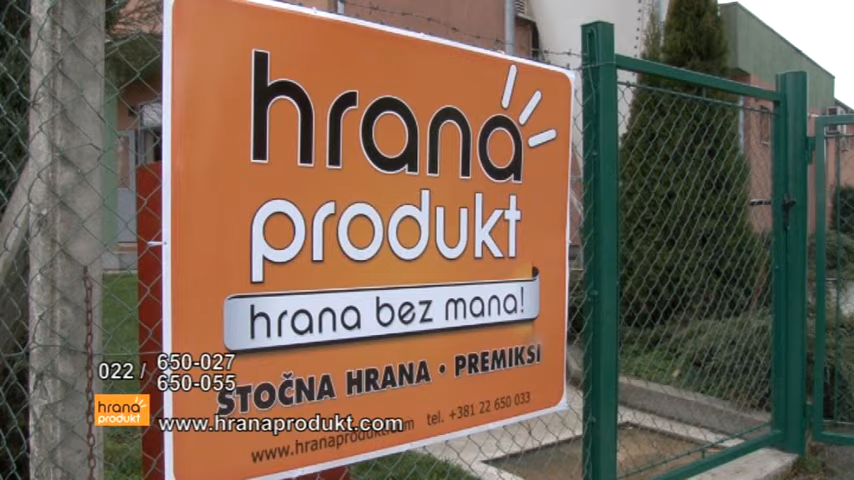 hrana
produkt
hrana bez mana!
STOČNA HRANA • PREMIKSI
www.hranaprodukt.com tel. +381 22 650 033
022 / 650-027
650-055
hrana
produkt
www.hranaprodukt.com